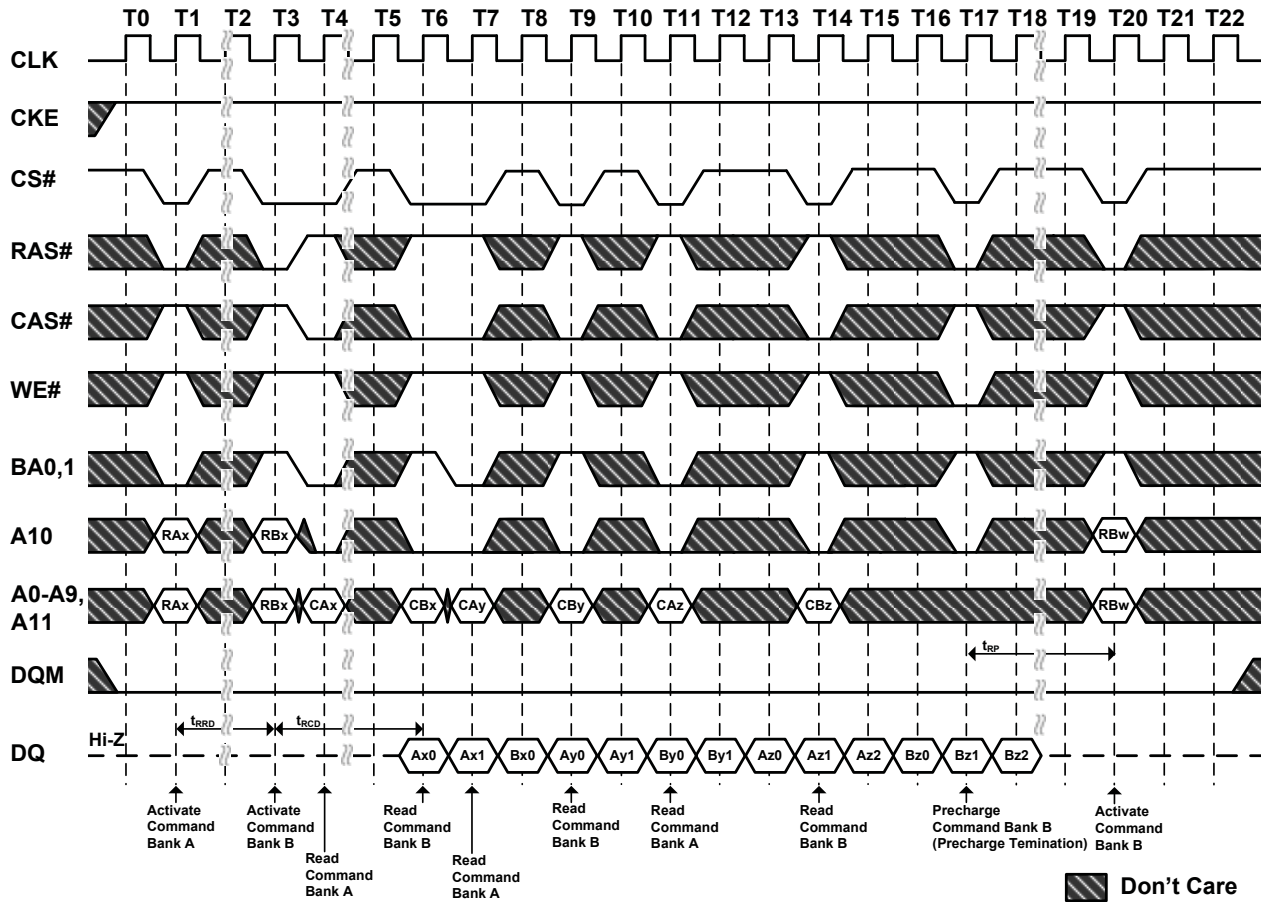 T0 T1 T2 T3 T4 T5 T6 T7 T8 T9 T10 T11 T12 T13 T14 T15 T16 T17 T18 T19 T20 T21 T22
CLK
CKE
CS#
RAS#
CAS#
WE#
BA0,1
A10
RAx RBx RBw
A0-A9,
A11
RAx RBx CAx CBx CAy CBy CAz CBz RBw
tRP
DQM
tRRD tRCD
Hi-Z
DQ
Ax0 Ax1 Bx0 Ay0 Ay1 By0 By1 Az0 Az1 Az2 Bz0 Bz1 Bz2
Activate
Command
Bank A
Activate
Command
Bank B
Read
Command
Bank A
Read
Command
Bank B
Read
Command
Bank A
Read
Command
Bank B
Read
Command
Bank A
Read
Command
Bank B
Precharge
Command Bank B
(Precharge Temination)
Activate
Command
Bank B
Don't Care